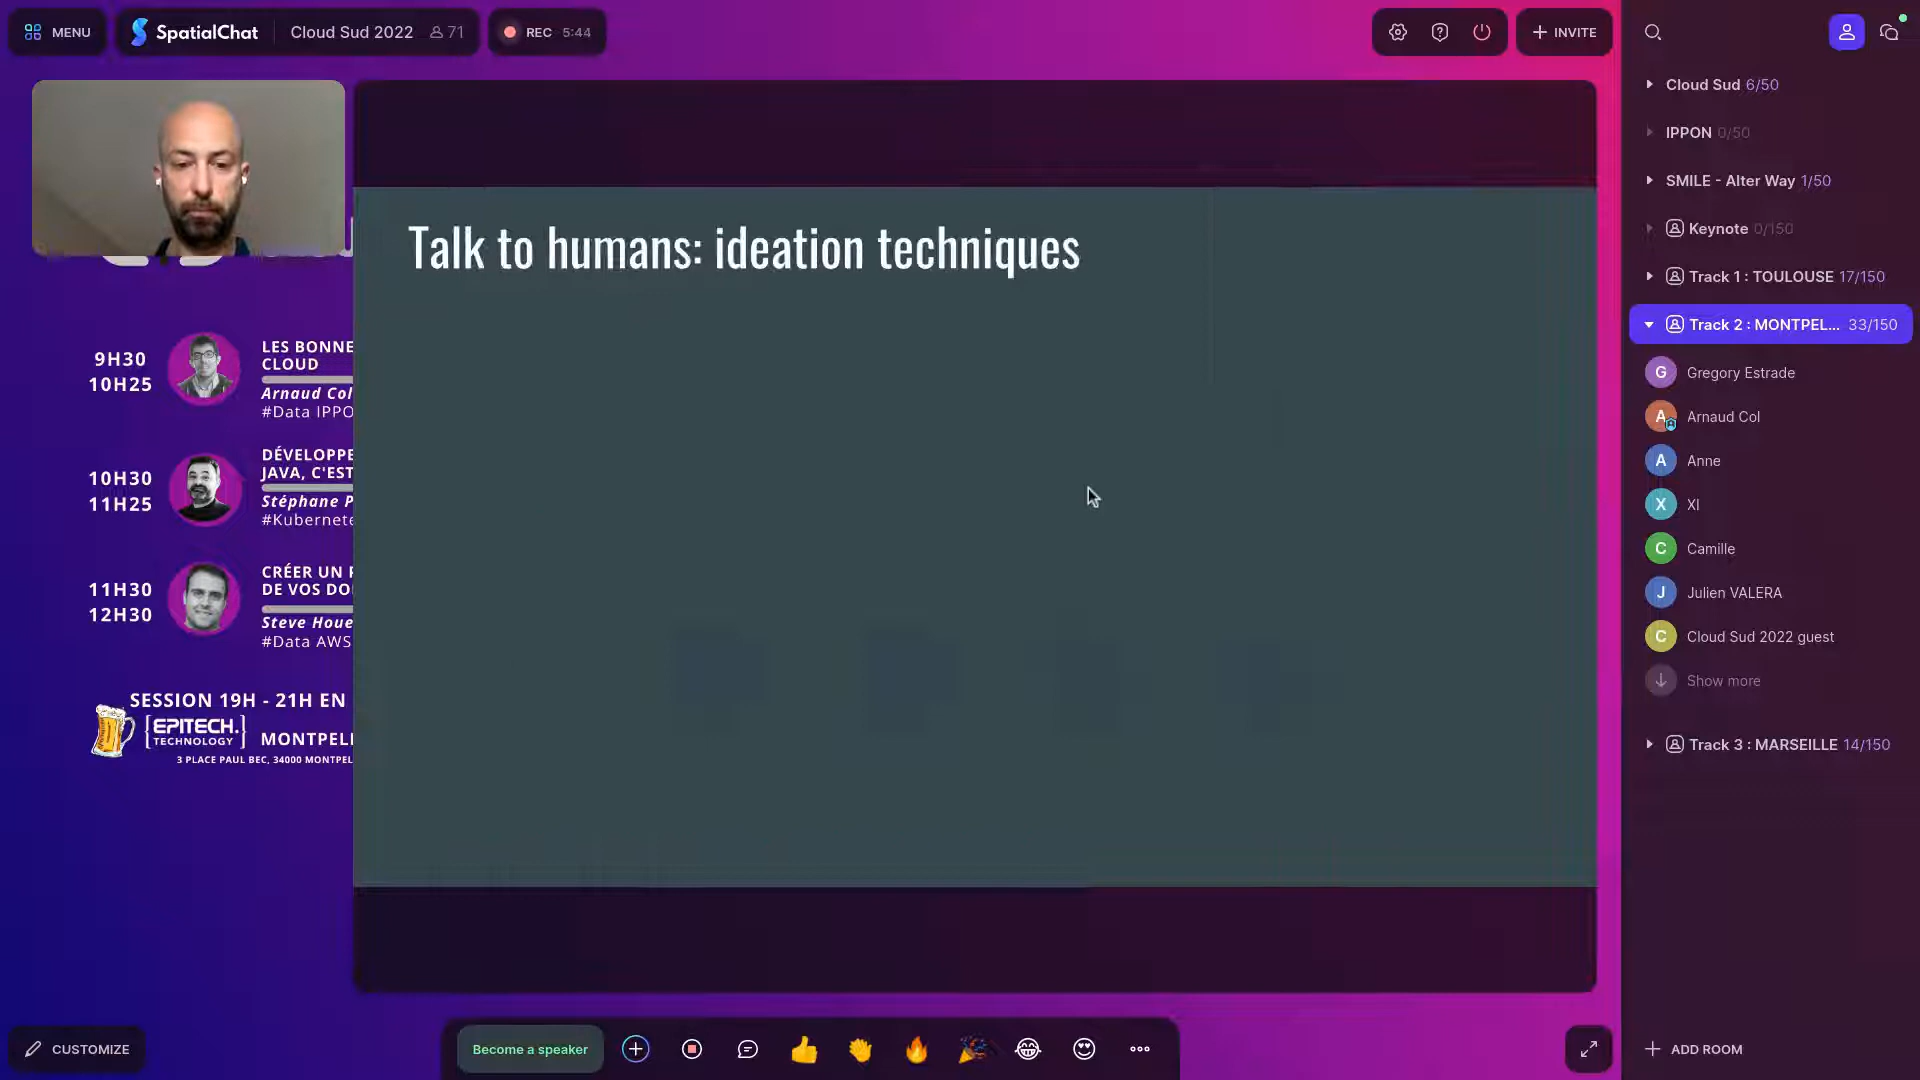 MENU
SpatialChat
Cloud Sud 2022
71
REC 5:44
INVITE
Talk to humans: ideation techniques
9H30
10H25
LES BONNE
CLOUD
Arnaud Col
#Data IPPO
10H30
11H25
DÉVELOPPE
JAVA, C'EST
Stéphane P
#Kubernete
11H30
12H30
CRÉER UN
DE VOS DO
Steve Houe
#Data AWS
SESSION 19H - 21H EN
[EPITECH.]
TECHNOLOGY
MONTPEL
3 PLACE PAUL BEC, 34000 MONTPEL
CUSTOMIZE
Become a speaker
Cloud Sud 6/50
IPPON 0/50
SMILE - Alter Way 1/50
Keynote 0/150
Track 1 : TOULOUSE 17/150
Track 2 : MONTPEL... 33/150
G Gregory Estrade
A Arnaud Col
A Anne
X XI
C Camille
J Julien VALERA
C Cloud Sud 2022 guest
Show more
Track 3 : MARSEILLE 14/150
ADD ROOM